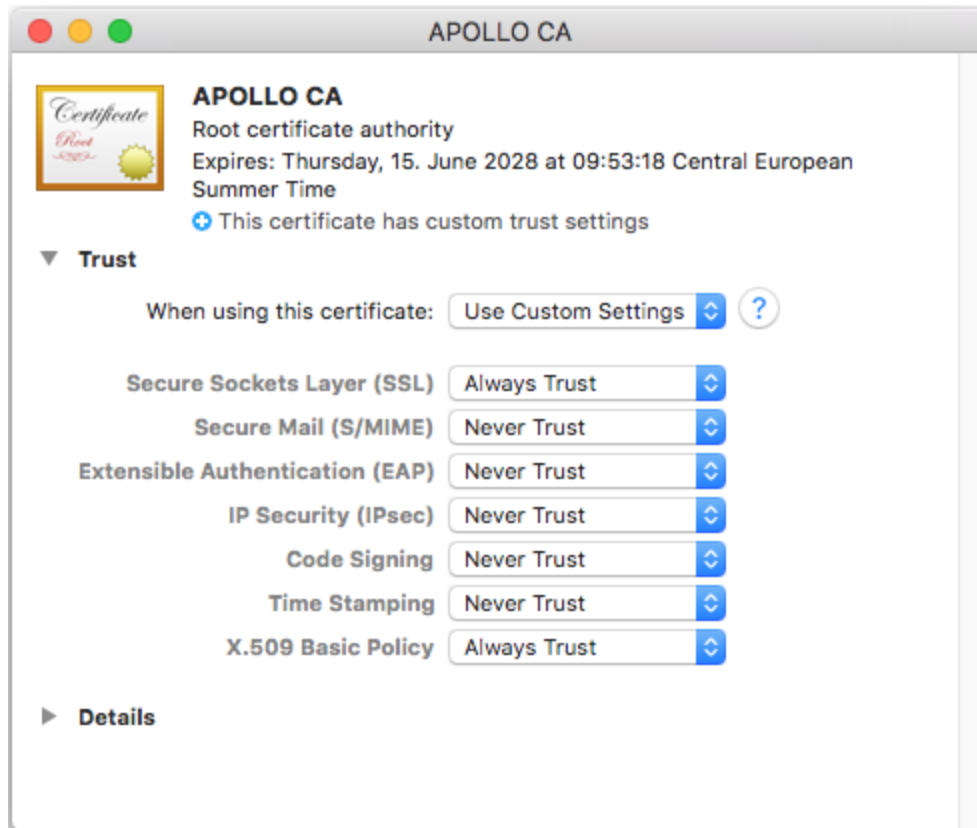 APOLLO CA
Certificate
Root
APOLLO CA
Root certificate authority
Expires: Thursday, 15. June 2028 at 09:53:18 Central European
Summer Time
This certificate has custom trust settings
Trust
When using this certificate: Use Custom Settings ?
Secure Sockets Layer (SSL) Always Trust
Secure Mail (S/MIME) Never Trust
Extensible Authentication (EAP) Never Trust
IP Security (IPsec) Never Trust
Code Signing Never Trust
Time Stamping Never Trust
X.509 Basic Policy Always Trust
Details